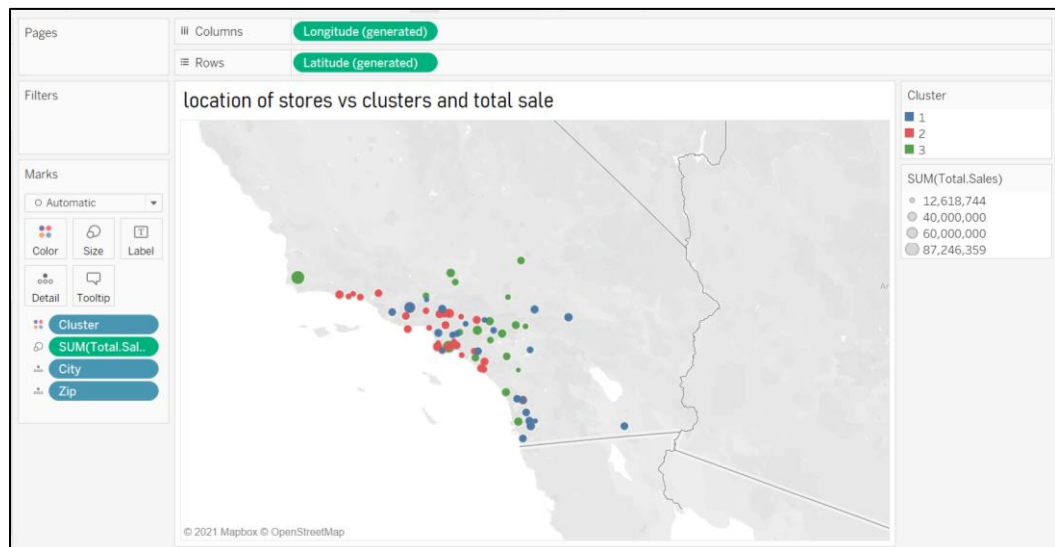 Pages
iii Columns
Longitude (generated)
Rows
Latitude (generated)
Filters
location of stores vs clusters and total sale
Cluster
1
2
3
Marks
Automatic
SUM(Total.Sales)
12,618,744
40,000,000
60,000,000
87,246,359
Color
Size
T
Label
Detail
Tooltip
Cluster
SUM(Total.Sal..
City
Zip
© 2021 Mapbox © OpenStreetMap